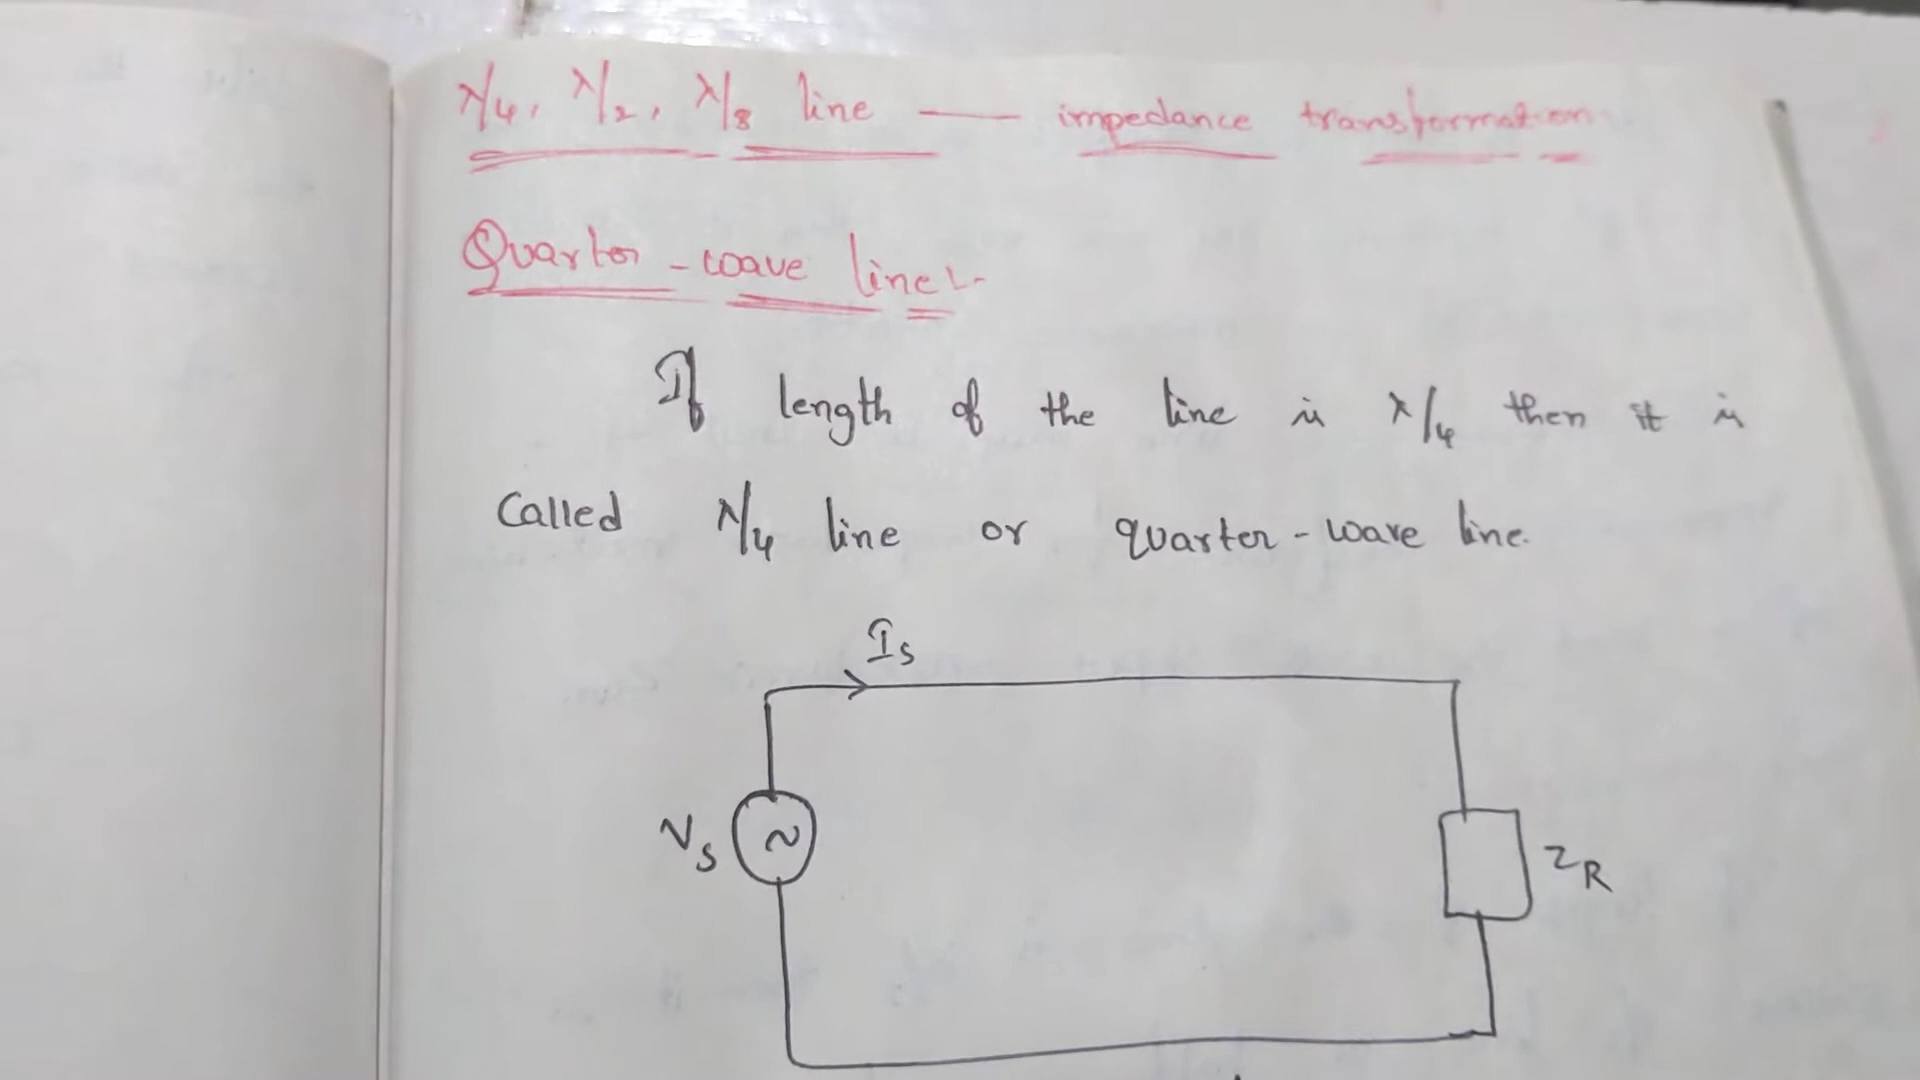 λ/4, λ/2, λ/8 line — impedance transformation
Quarter-wave line:-
If length of the line is λ/4 then it is
Called λ/4 line or quarter-wave line.
Is
Vs
~
ZR